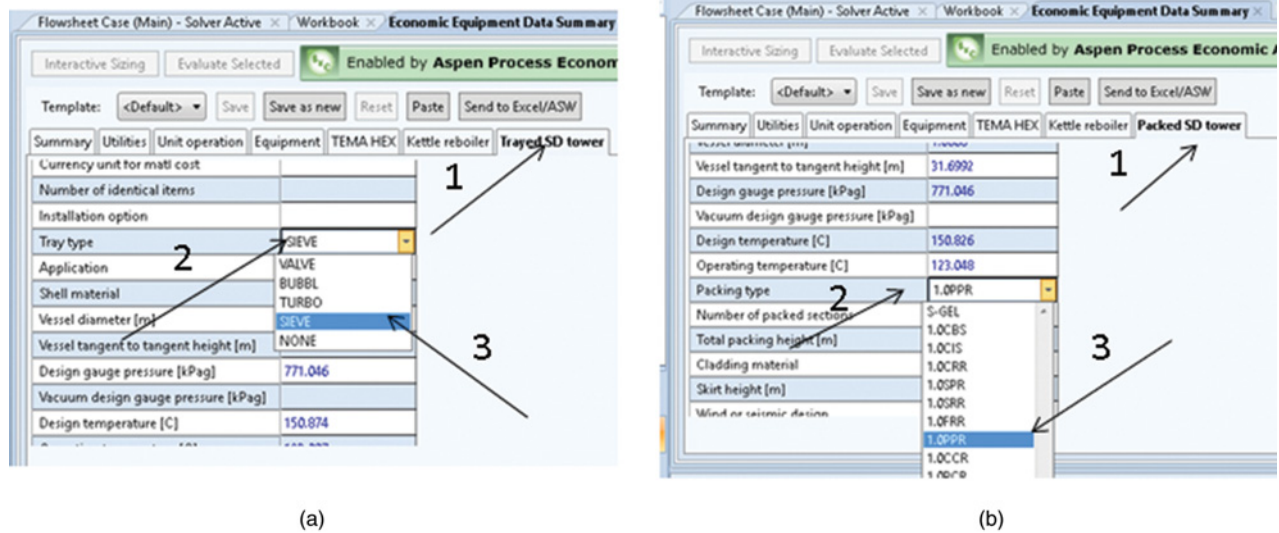 Flowsheet Case (Main) - Solver Active × Workbook × Economic Equipment Data Summary
Interactive Sizing Evaluate Selected Enabled by Aspen Process Econom
Template: <Default> Save Save as new Reset Paste Send to Excel/ASW
Summary Utilities Unit operation Equipment TEMA HEX Kettle reboiler Trayed SD tower
Currency unit for matl cost
1
Number of identical items
Installation option
Tray type SIEVE
2
Application VALVE
BUBBL
Shell material TURBO
Vessel diameter [m] SIEVE
Vessel tangent to tangent height [m] NONE
3
Design gauge pressure [kPag] 771.046
Vacuum design gauge pressure [kPag]
Design temperature [C] 150.874
(a)
Flowsheet Case (Main) - Solver Active × Workbook × Economic Equipment Data Summary ×
Interactive Sizing Evaluate Selected Enabled by Aspen Process Economic A
Template: <Default> Save Save as new Reset Paste Send to Excel/ASW
Summary Utilities Unit operation Equipment TEMA HEX Kettle reboiler Packed SD tower
Vessel tangent to tangent height [m] 31.6992
1
Design gauge pressure [kPag] 771.046
Vacuum design gauge pressure [kPag]
Design temperature [C] 150.826
Operating temperature [C] 123.048
Packing type 1.0PPR
2
Number of packed sections S-GEL
1.0CBS
Total packing height [m] 1.0CIS
3
Cladding material 1.0CRR
Skirt height [m] 1.0SPR
1.0SRR
Wind or seismic design 1.0FRR
1.0PPR
1.0CCR
(b)